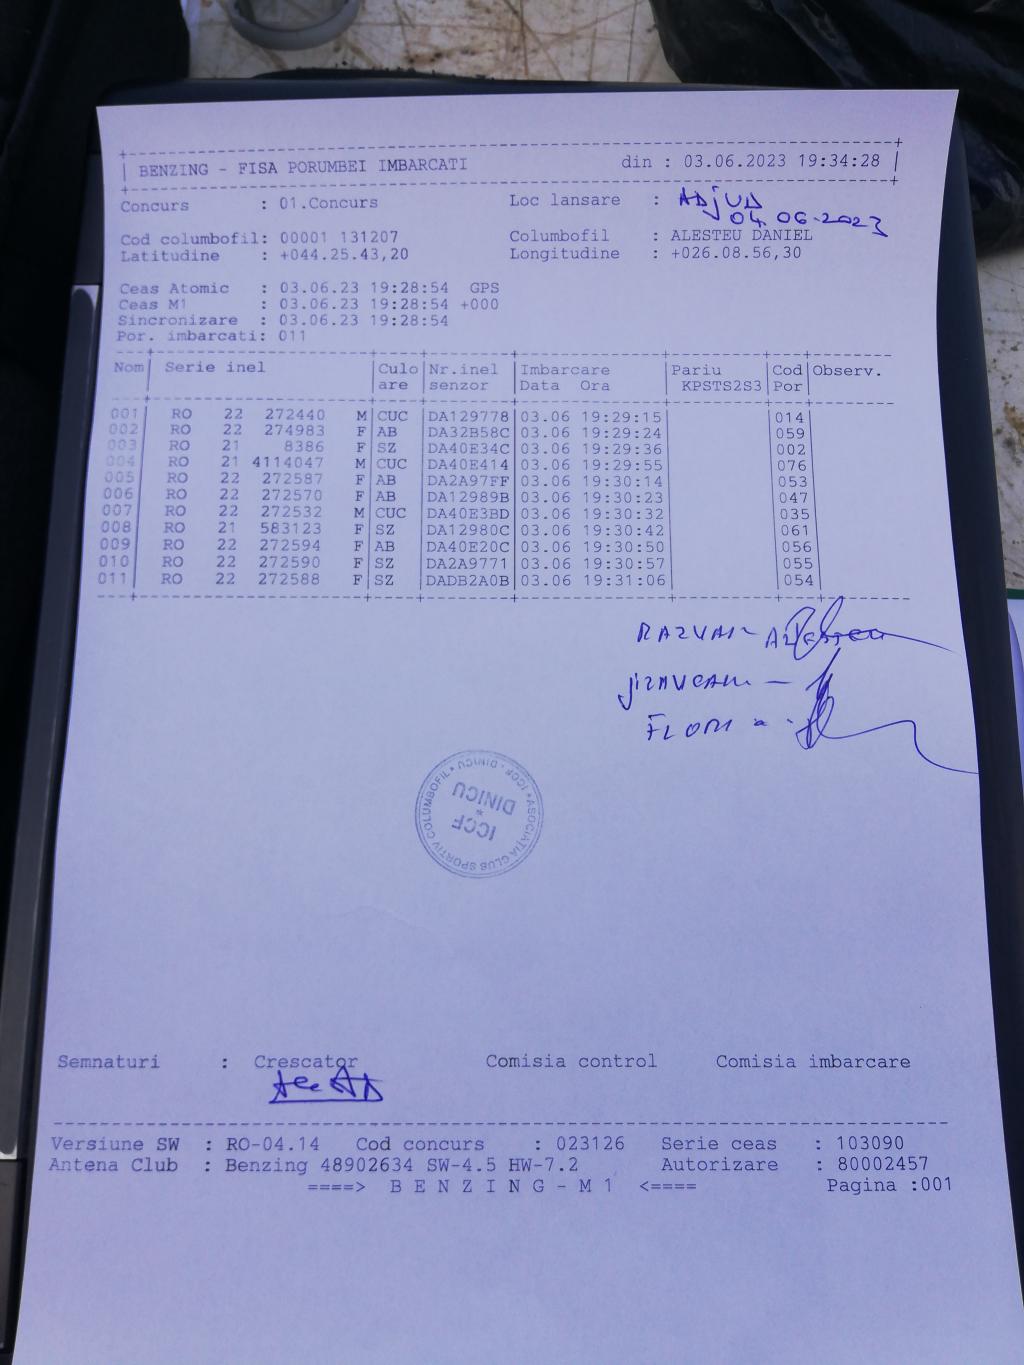 BENZING - FISA PORUMBEI IMBARCATI din : 03.06.2023 19:34:28
Concurs : 01.Concurs Loc lansare : ADJUD
04.06.2023
Cod columbofil: 00001 131207 Columbofil : ALESTEU DANIEL
Latitudine : +044.25.43,20 Longitudine : +026.08.56,30
Ceas Atomic : 03.06.23 19:28:54 GPS
Ceas M1 : 03.06.23 19:28:54 +000
Sincronizare : 03.06.23 19:28:54
Por. imbarcati: 011
Nom Serie inel Culo Nr.inel Imbarcare Pariu Cod Observ.
are senzor Data Ora KPSTS2S3 Por
001 RO 22 272440 M CUC DA129778 03.06 19:29:15 014
002 RO 22 274983 F AB DA32B58C 03.06 19:29:24 059
003 RO 21 8386 F SZ DA40E34C 03.06 19:29:36 002
004 RO 21 4114047 M CUC DA40E414 03.06 19:29:55 076
005 RO 22 272587 F AB DA2A97FF 03.06 19:30:14 053
006 RO 22 272570 F AB DA12989B 03.06 19:30:23 047
007 RO 22 272532 M CUC DA40E3BD 03.06 19:30:32 035
008 RO 21 583123 F SZ DA12980C 03.06 19:30:42 061
009 RO 22 272594 F AB DA40E20C 03.06 19:30:50 056
010 RO 22 272590 F SZ DA2A9771 03.06 19:30:57 055
011 RO 22 272588 F SZ DADB2A0B 03.06 19:31:06 054
RAZVAN
ASOCIATIA CLUB SPORTIV COLUMBOFIL * ICCF - DINICU *
ICCF
*
DINICU
Semnaturi : Crescator Comisia control Comisia imbarcare
Versiune SW : RO-04.14 Cod concurs : 023126 Serie ceas : 103090
Antena Club : Benzing 48902634 SW-4.5 HW-7.2 Autorizare : 80002457
====> B E N Z I N G - M 1 <==== Pagina :001